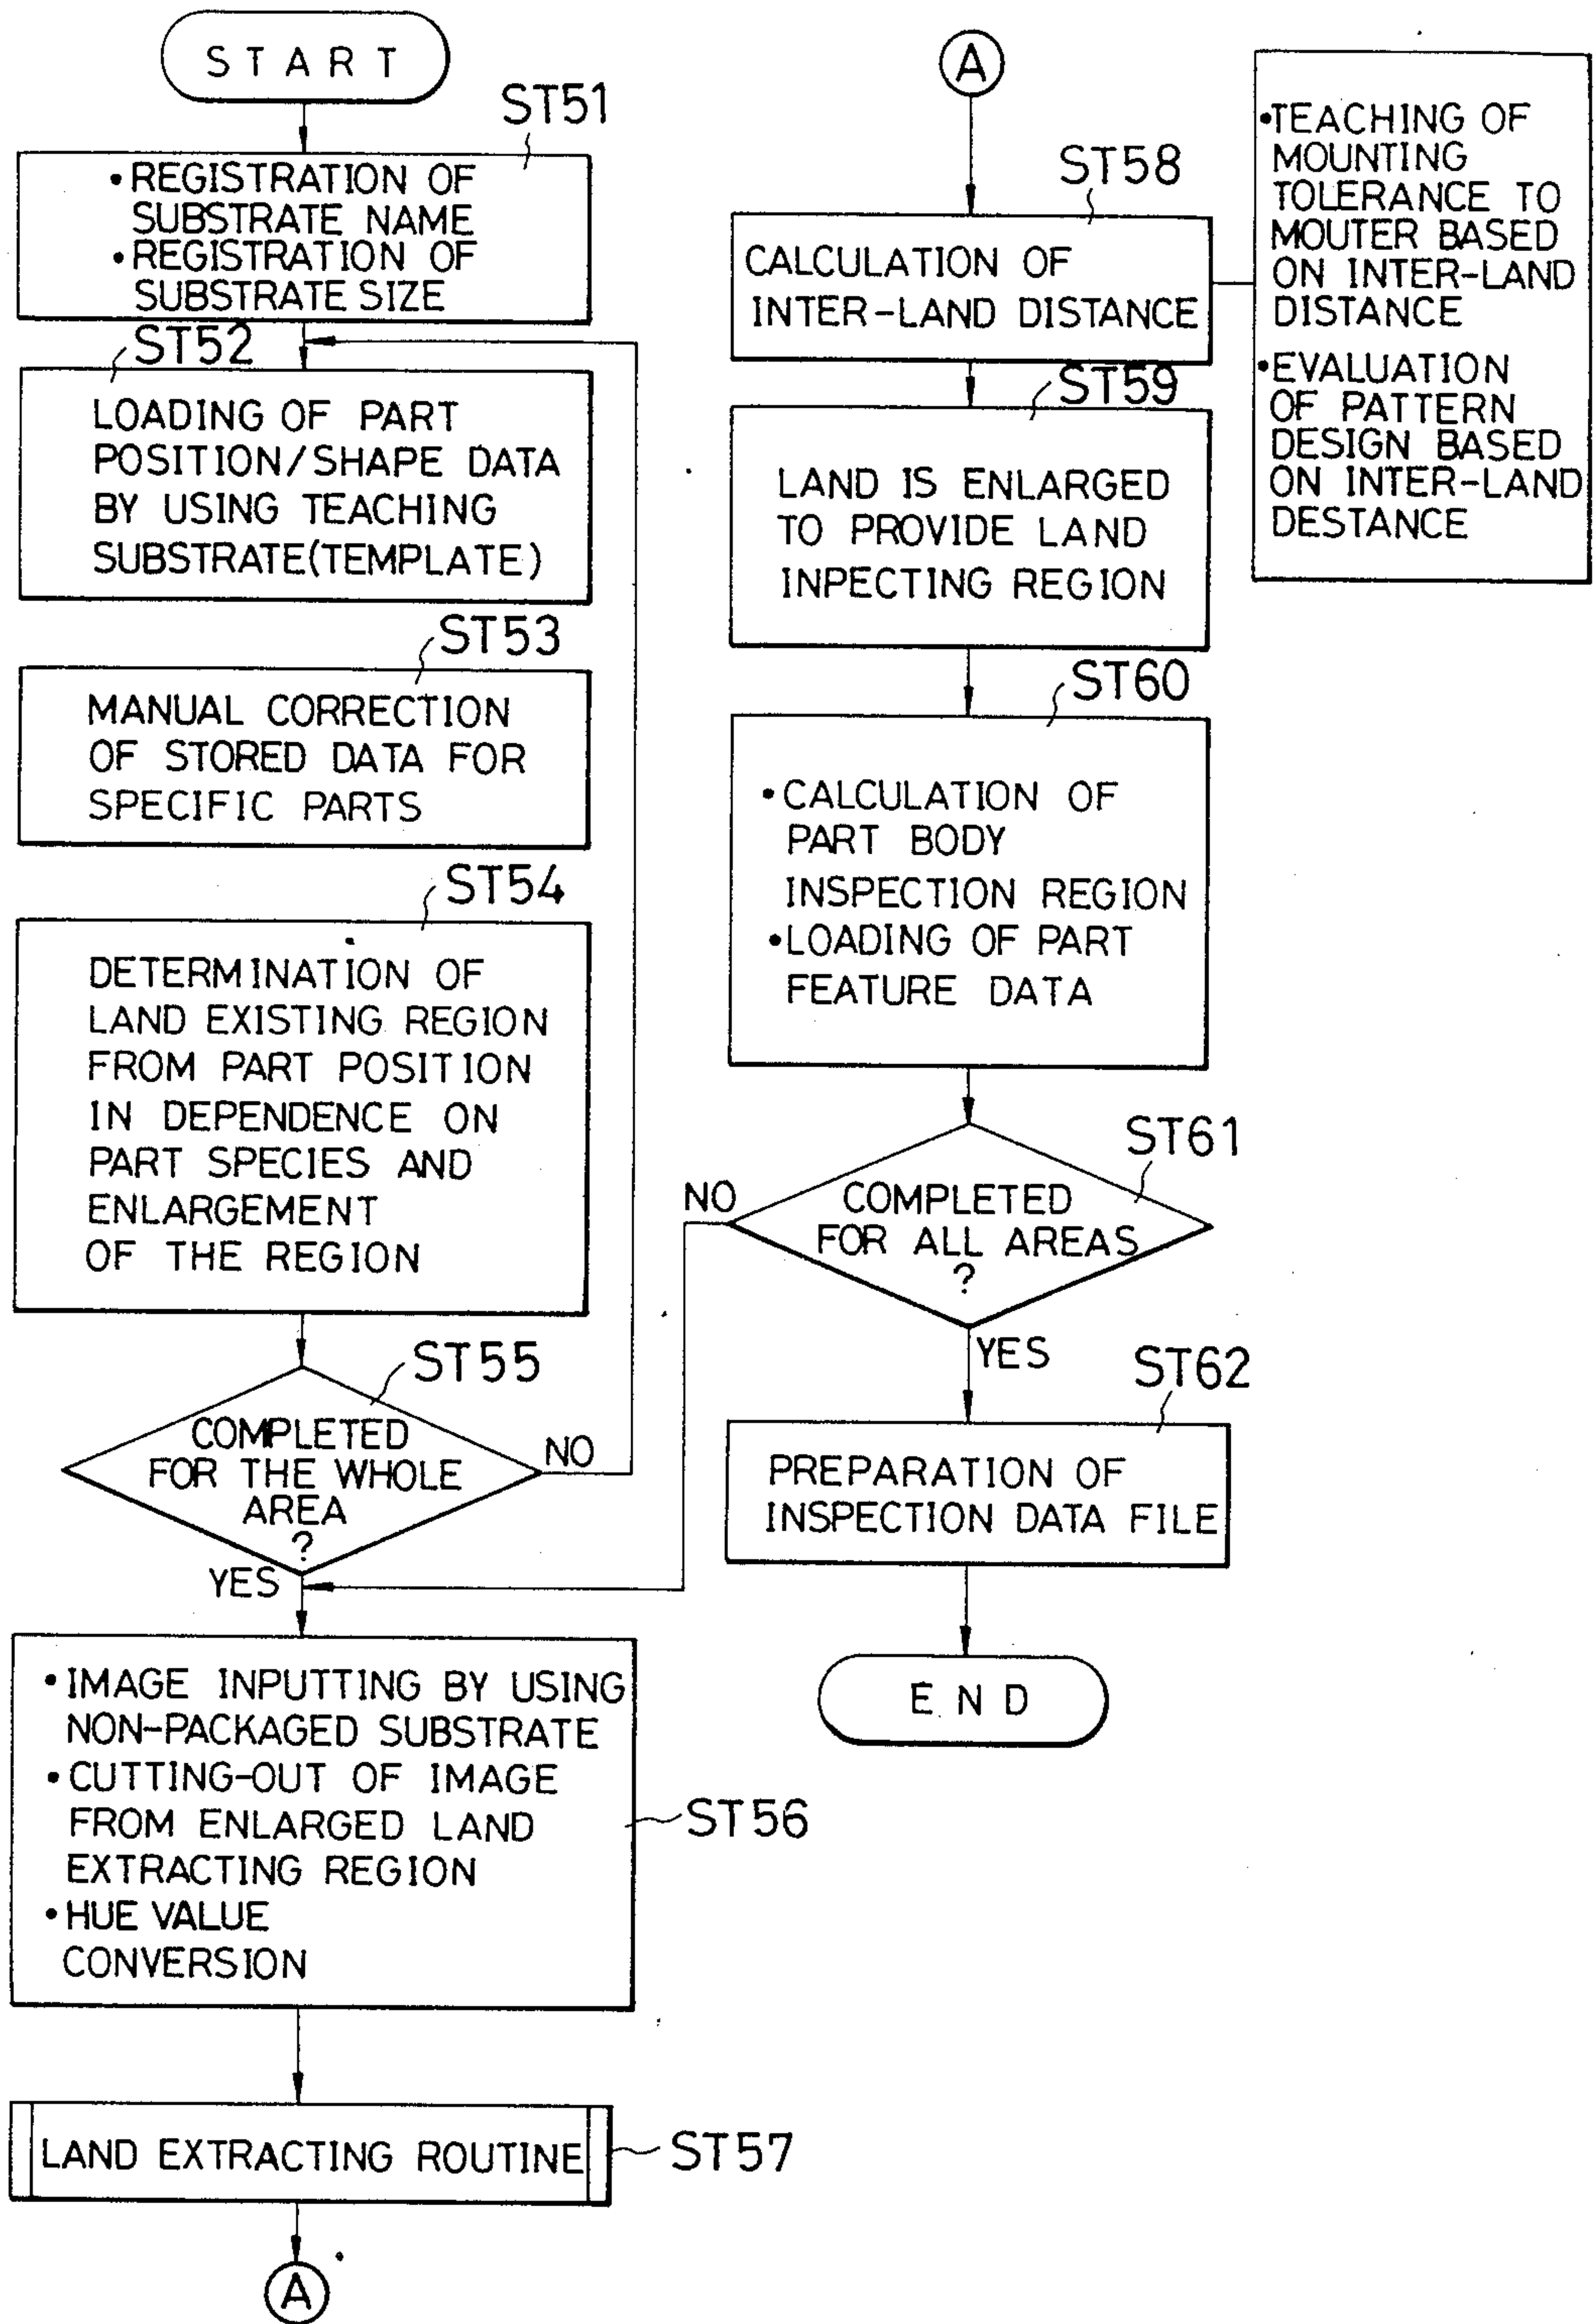 START
ST51
•REGISTRATION OF
SUBSTRATE NAME
•REGISTRATION OF
SUBSTRATE SIZE
ST52
LOADING OF PART
POSITION/SHAPE DATA
BY USING TEACHING
SUBSTRATE(TEMPLATE)
ST53
MANUAL CORRECTION
OF STORED DATA FOR
SPECIFIC PARTS
ST54
DETERMINATION OF
LAND EXISTING REGION
FROM PART POSITION
IN DEPENDENCE ON
PART SPECIES AND
ENLARGEMENT
OF THE REGION
ST55
COMPLETED
FOR THE WHOLE
AREA
?
NO
YES
•IMAGE INPUTTING BY USING
NON-PACKAGED SUBSTRATE
•CUTTING-OUT OF IMAGE
FROM ENLARGED LAND
EXTRACTING REGION
•HUE VALUE
CONVERSION
ST56
LAND EXTRACTING ROUTINE
ST57
A
A
ST58
CALCULATION OF
INTER-LAND DISTANCE
•TEACHING OF
MOUNTING
TOLERANCE TO
MOUTER BASED
ON INTER-LAND
DISTANCE
•EVALUATION
OF PATTERN
DESIGN BASED
ON INTER-LAND
DESTANCE
ST59
LAND IS ENLARGED
TO PROVIDE LAND
INPECTING REGION
ST60
•CALCULATION OF
PART BODY
INSPECTION REGION
•LOADING OF PART
FEATURE DATA
ST61
NO
COMPLETED
FOR ALL AREAS
?
YES
ST62
PREPARATION OF
INSPECTION DATA FILE
END